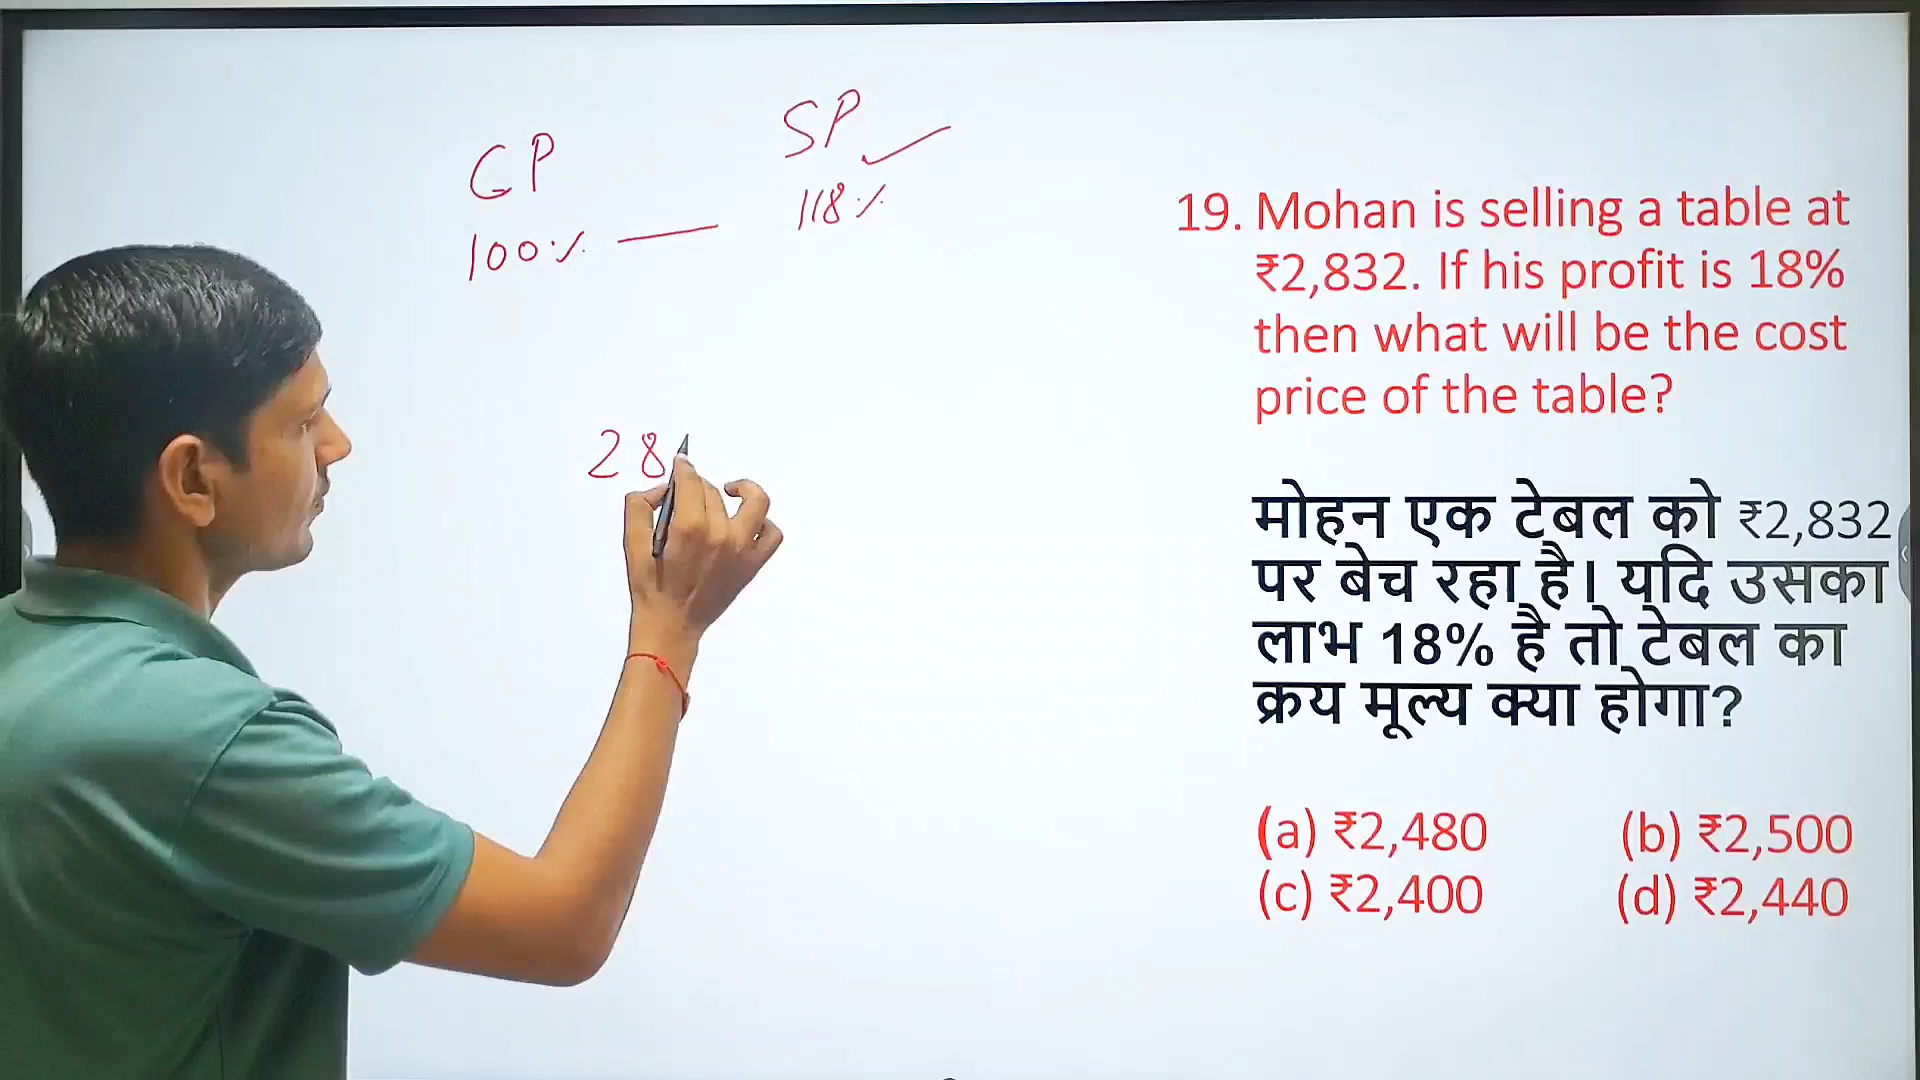 CP
SP
100%
118%
28
19. Mohan is selling a table at
₹2,832. If his profit is 18%
then what will be the cost
price of the table?
मोहन एक टेबल को ₹2,832
पर बेच रहा है। यदि उसका
लाभ 18% है तो टेबल का
क्रय मूल्य क्या होगा?
(a) ₹2,480 (b) ₹2,500
(c) ₹2,400 (d) ₹2,440